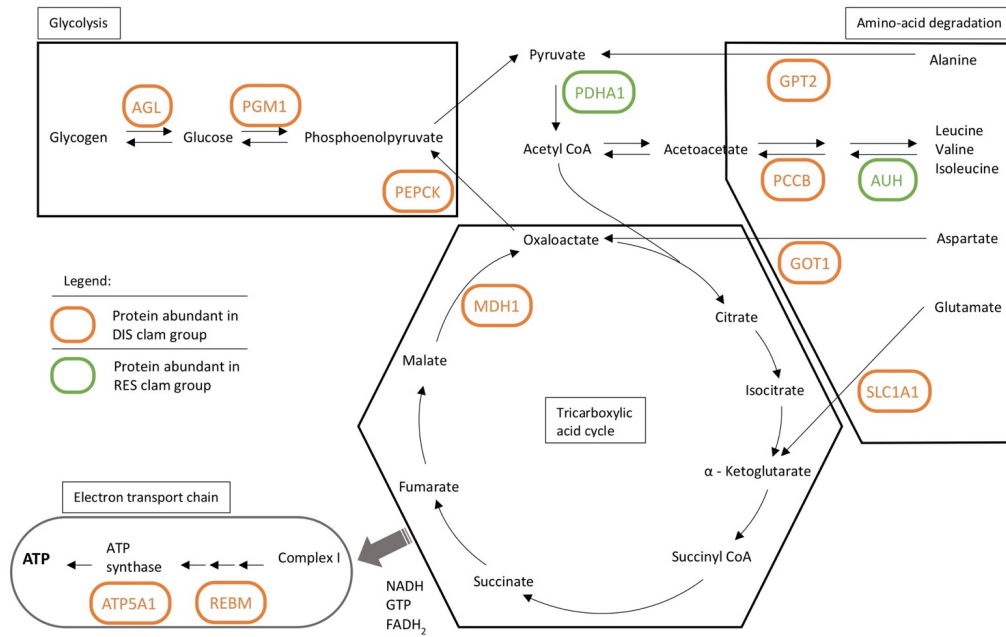 Glycolysis
Amino-acid degradation
Pyruvate
Alanine
AGL
PGM1
PDHA1
GPT2
Glycogen
Glucose
Phosphoenolpyruvate
Acetyl CoA
Acetoacetate
Leucine
Valine
Isoleucine
PEPCK
PCCB
AUH
Oxaloactate
Aspartate
GOT1
Legend:
Protein abundant in
DIS clam group
Protein abundant in
RES clam group
MDH1
Citrate
Glutamate
Malate
Isocitrate
SLC1A1
Tricarboxylic
acid cycle
α - Ketoglutarate
Fumarate
Electron transport chain
Succinyl CoA
Succinate
ATP
ATP
synthase
Complex I
ATP5A1
REBM
NADH
GTP
FADH₂